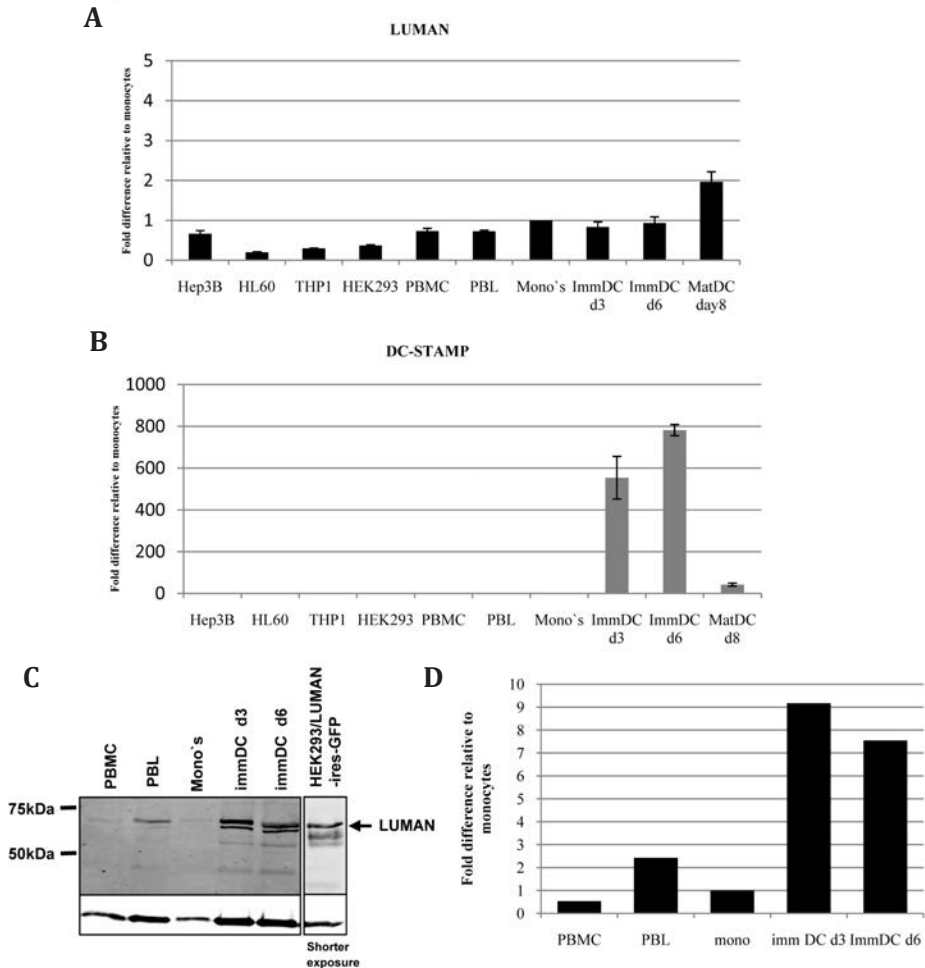 A
LUMAN
Fold difference relative to monocytes
5
4
3
2
1
0
Hep3B HL60 THP1 HEK293 PBMC PBL Mono`s ImmDC ImmDC MatDC
d3 d6 day8
B
DC-STAMP
Fold difference relative to monocytes
1000
800
600
400
200
0
Hep3B HL60 THP1 HEK293 PBMC PBL Mono`s ImmDC ImmDC MatDC
d3 d6 d8
C
PBMC
PBL
Mono`s
immDC d3
immDC d6
HEK293/LUMAN
-ires-GFP
75kDa
50kDa
LUMAN
Shorter
exposure
D
Fold difference relative to
monocytes
10
9
8
7
6
5
4
3
2
1
0
PBMC PBL mono imm DC d3 ImmDC d6